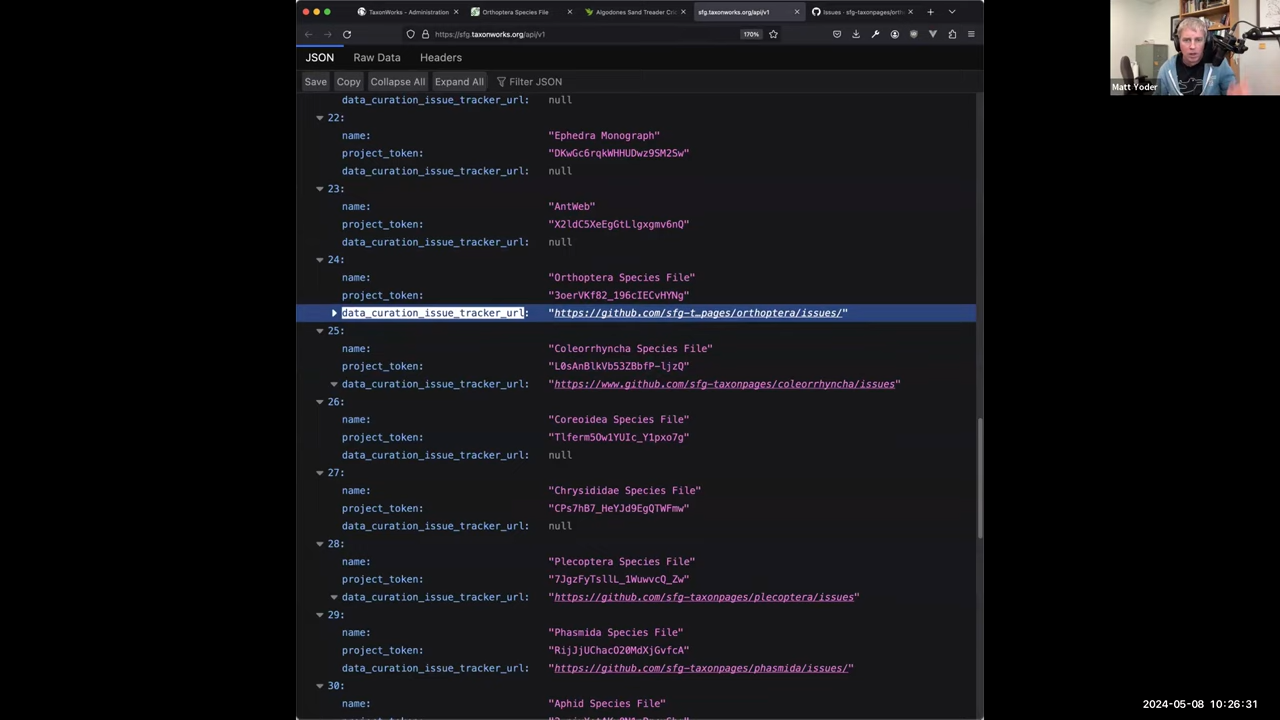 TaxonWorks - Administration
Orthoptera Species File
Algodones Sand Treader Cri
sfg.taxonworks.org/api/v1
Issues · sfg-taxonpages/orth
https://sfg.taxonworks.org/api/v1
170%
JSON
Raw Data
Headers
Save
Copy
Collapse All
Expand All
Filter JSON
data_curation_issue_tracker_url: null
22:
name: "Ephedra Monograph"
project_token: "DKwGc6rqkWHHUDwz9SM2Sw"
data_curation_issue_tracker_url: null
23:
name: "AntWeb"
project_token: "X2ldC5XeEgGtLlgxgmv6nQ"
data_curation_issue_tracker_url: null
24:
name: "Orthoptera Species File"
project_token: "3oerVKf82_196cIECvHYNg"
data_curation_issue_tracker_url: "https://github.com/sfg-t…pages/orthoptera/issues/"
25:
name: "Coleorrhyncha Species File"
project_token: "L0sAnBlkVb53ZBbfP-ljzQ"
data_curation_issue_tracker_url: "https://www.github.com/sfg-taxonpages/coleorrhyncha/issues"
26:
name: "Coreoidea Species File"
project_token: "Tlferm5Ow1YUIc_Y1pxo7g"
data_curation_issue_tracker_url: null
27:
name: "Chrysididae Species File"
project_token: "CPs7hB7_HeYJd9EgQTWFmw"
data_curation_issue_tracker_url: null
28:
name: "Plecoptera Species File"
project_token: "7JgzFyTsllL_1WuwvcQ_Zw"
data_curation_issue_tracker_url: "https://github.com/sfg-taxonpages/plecoptera/issues"
29:
name: "Phasmida Species File"
project_token: "RijJjUChacO20MdXjGvfcA"
data_curation_issue_tracker_url: "https://github.com/sfg-taxonpages/phasmida/issues/"
30:
name: "Aphid Species File"
Matt Yoder
2024-05-08 10:26:31